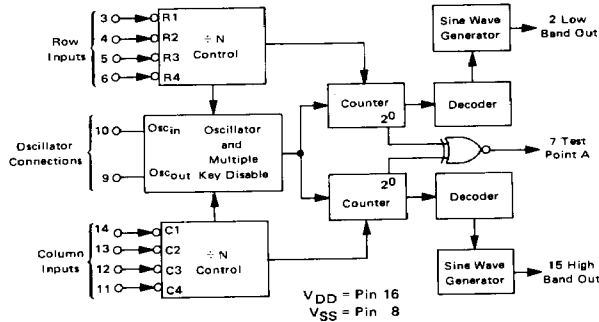 Row
Inputs
3 R1
4 R2
5 R3
6 R4
÷ N
Control
Sine Wave
Generator
2 Low
Band Out
Counter
2⁰
Decoder
Oscillator
Connections
10
9
Osc in
Osc out
Oscillator
and
Multiple
Key Disable
7 Test
Point A
Counter
2⁰
Decoder
Column
Inputs
14 C1
13 C2
12 C3
11 C4
÷ N
Control
Sine Wave
Generator
15 High
Band Out
VDD = Pin 16
VSS = Pin 8